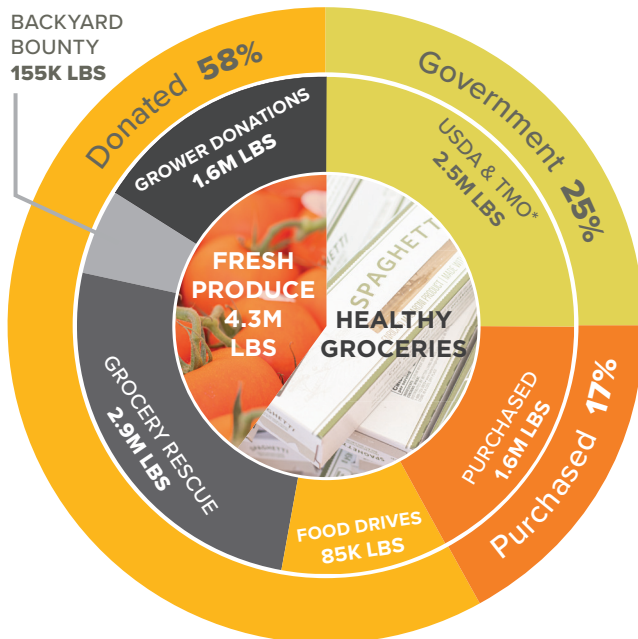 BACKYARD
BOUNTY
155K LBS
Donated 58%
Government 25%
GROWER DONATIONS
1.6M LBS
USDA & TMO*
2.5M LBS
FRESH
PRODUCE
4.3M
LBS
SPAGHETTI
HEALTHY
GROCERIES
GROCERY RESCUE
2.9M LBS
PURCHASED
1.6M LBS
Purchased 17%
FOOD DRIVES
85K LBS